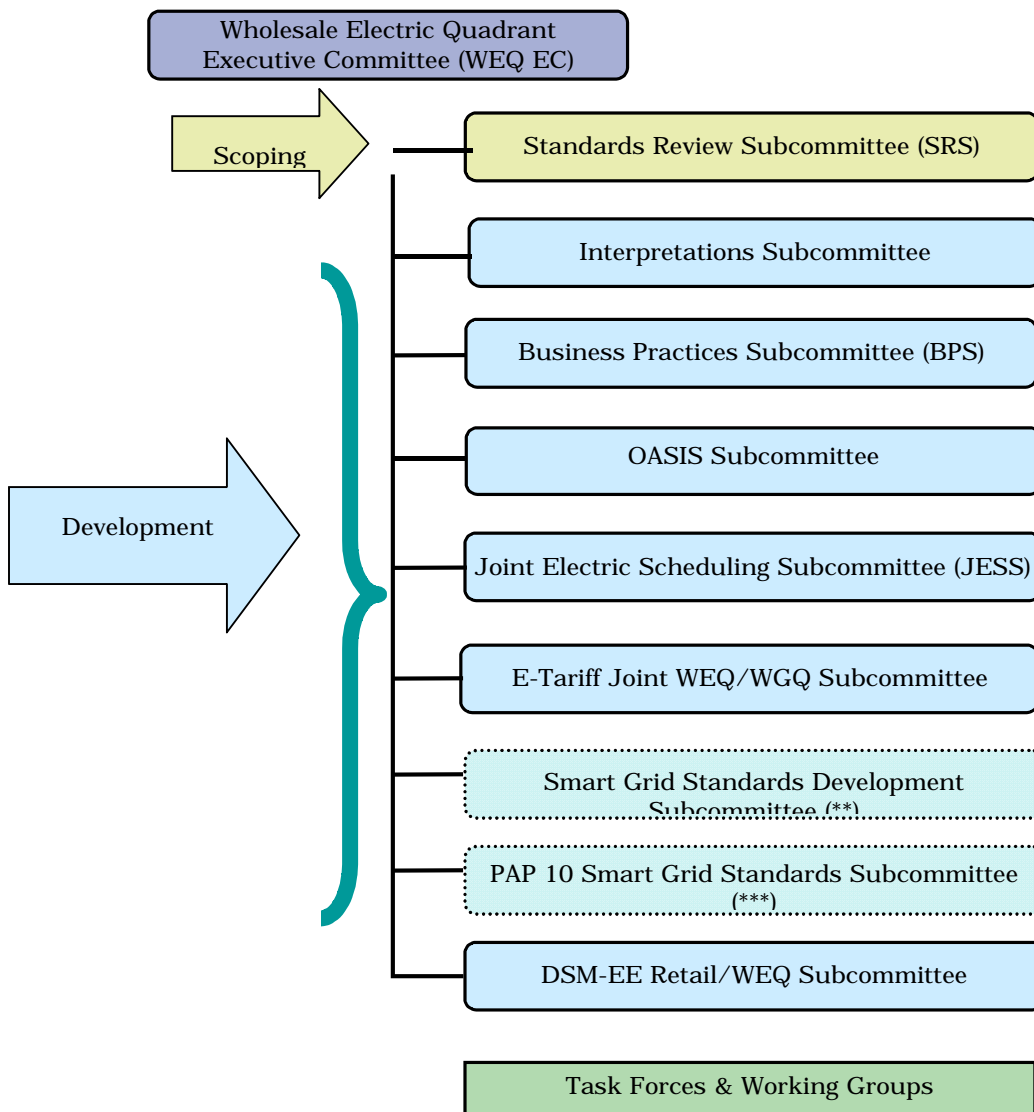 Wholesale Electric Quadrant
Executive Committee (WEQ EC)
Scoping
Standards Review Subcommittee (SRS)
Interpretations Subcommittee
Business Practices Subcommittee (BPS)
OASIS Subcommittee
Development
Joint Electric Scheduling Subcommittee (JESS)
E-Tariff Joint WEQ/WGQ Subcommittee
Smart Grid Standards Development
Subcommittee (**)
PAP 10 Smart Grid Standards Subcommittee
(***)
DSM-EE Retail/WEQ Subcommittee
Task Forces & Working Groups